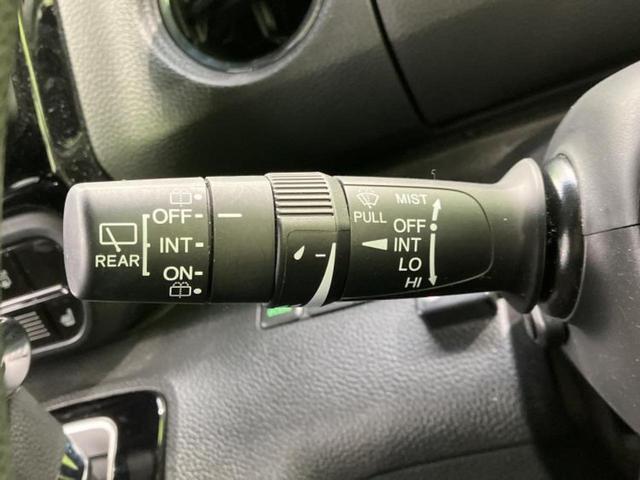 REAR
OFF
INT
ON
PULL
MIST
OFF
INT
LO
HI